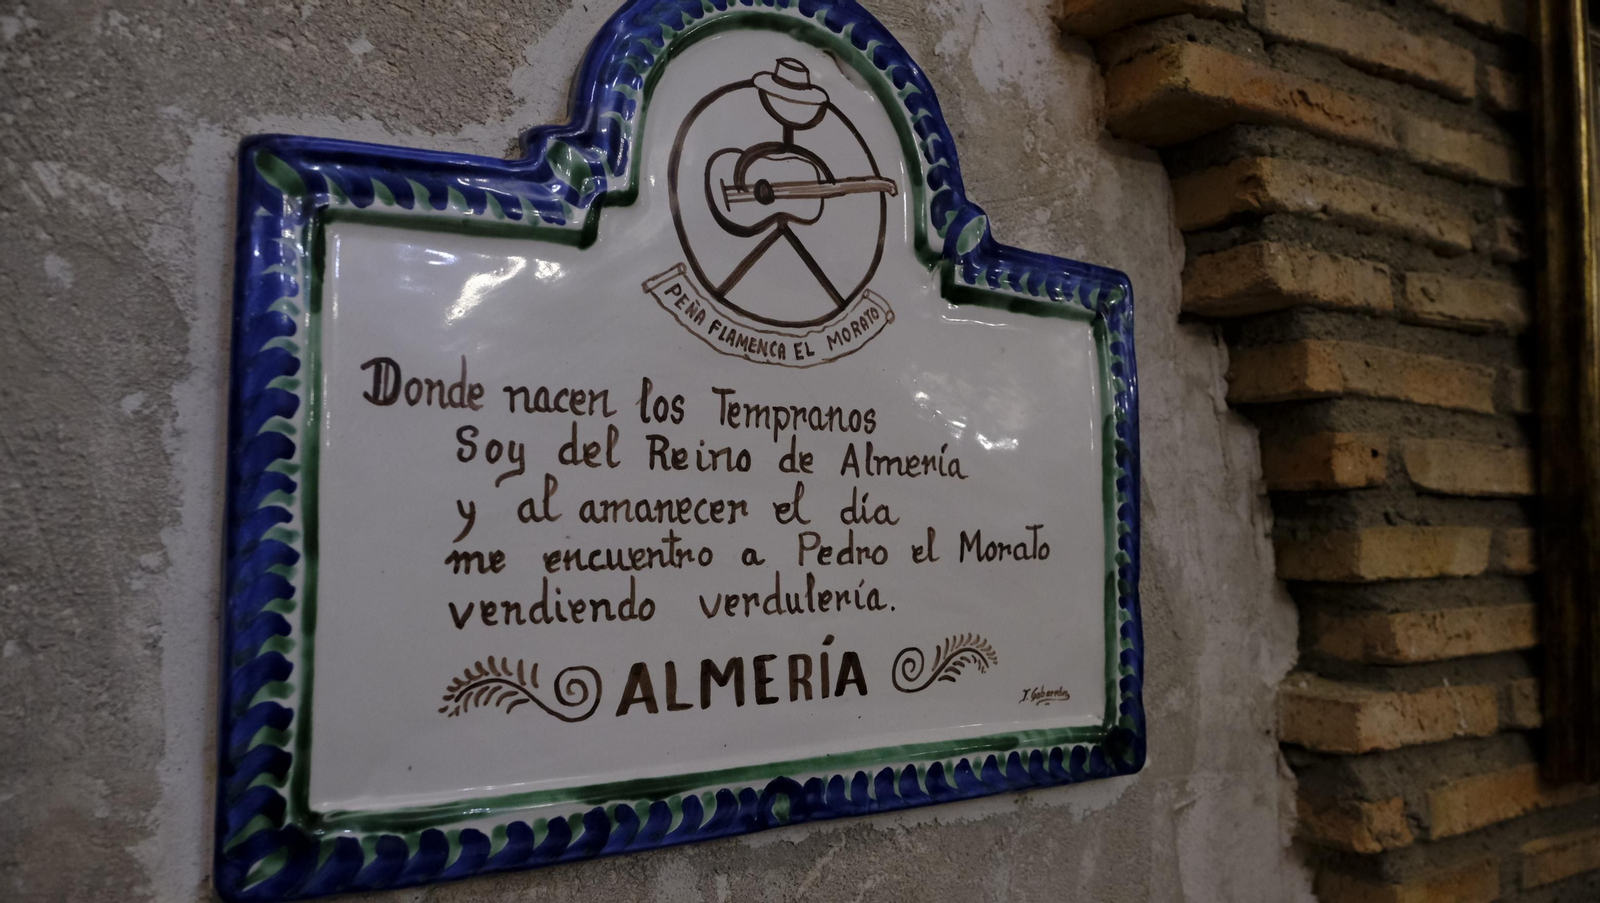 PEÑA FLAMENCA EL MORATO
Donde nacen los Tempranos
Soy del Reino de Almería
y al amanecer el día
me encuentro a Pedro el Morato
vendiendo verdulería.
ALMERÍA